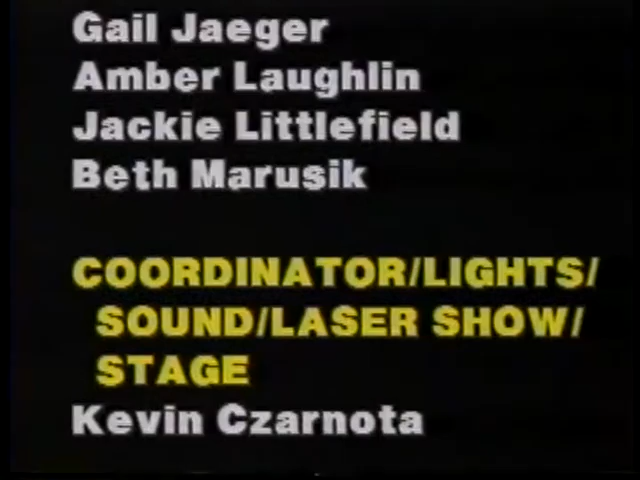 Gail Jaeger
Amber Laughlin
Jackie Littlefield
Beth Marusik
COORDINATOR/LIGHTS/
SOUND/LASER SHOW/
STAGE
Kevin Czarnota